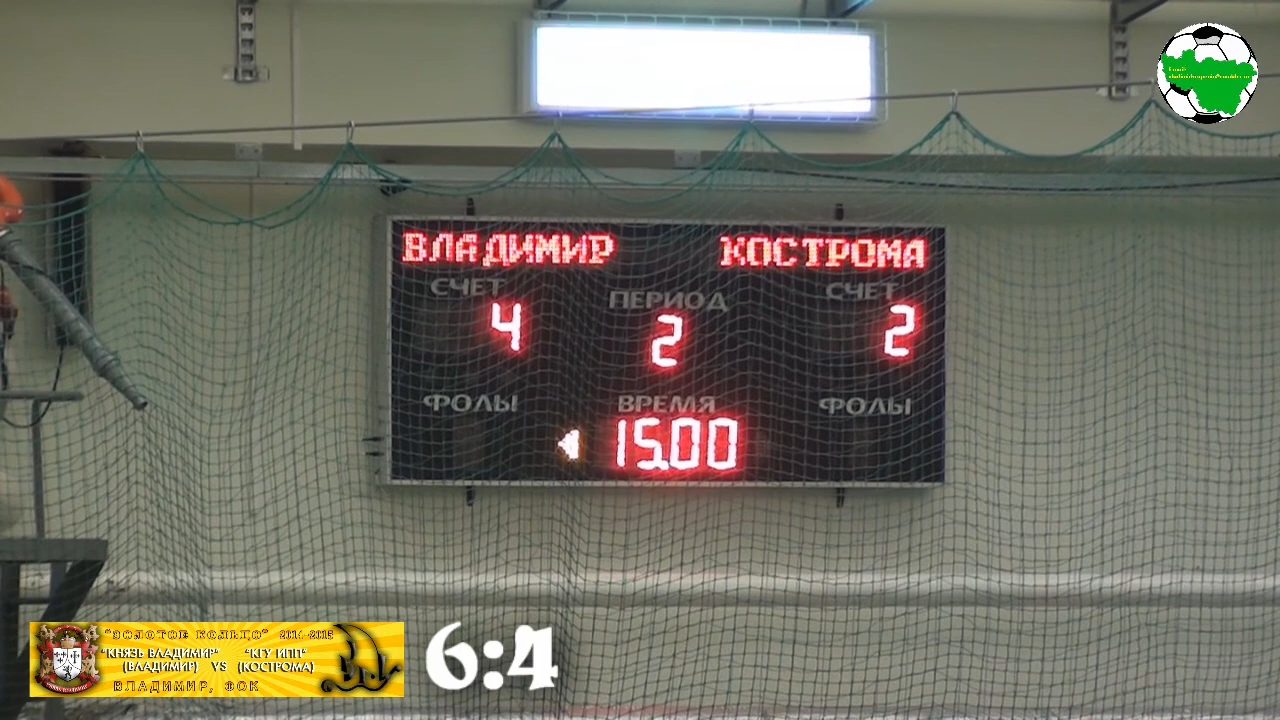 ВЛАДИМИР КОСТРОМА
СЧЕТ ПЕРИОД СЧЕТ
4 2 2
ФОЛЫ ВРЕМЯ ФОЛЫ
15.00
"ЗОЛОТОЕ КОЛЬЦО" 2014-2015
"КНЯЗЬ ВЛАДИМИР" "КГУ ИПП"
(ВЛАДИМИР) VS (КОСТРОМА)
ВЛАДИМИР, ФОК
6:4